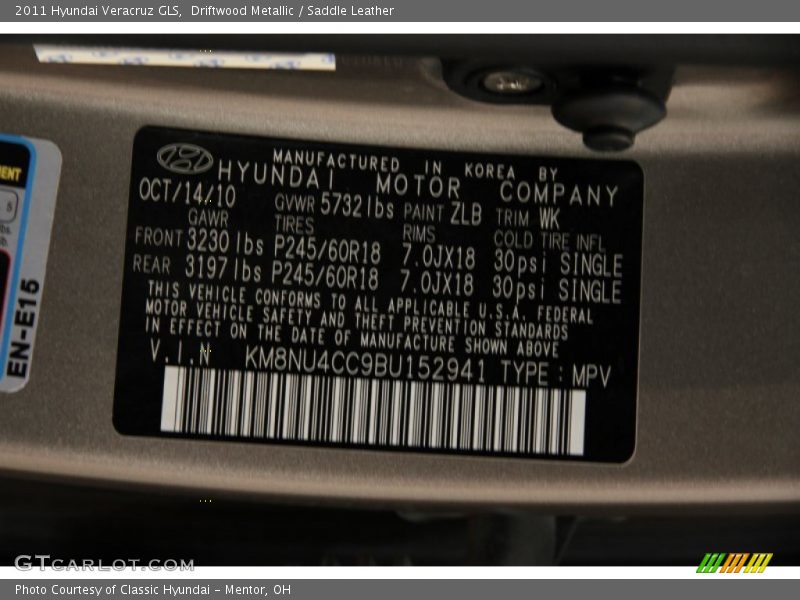 2011 Hyundai Veracruz GLS,  Driftwood Metallic / Saddle Leather
MANUFACTURED IN KOREA BY
HYUNDAI MOTOR COMPANY
OCT/14/10 GVWR 5732lbs PAINT ZLB TRIM WK
GAWR TIRES RIMS COLD TIRE INFL
FRONT 3230 lbs P245/60R18 7.0JX18 30psi SINGLE
REAR 3197 lbs P245/60R18 7.0JX18 30psi SINGLE
THIS VEHICLE CONFORMS TO ALL APPLICABLE U.S.A. FEDERAL
MOTOR VEHICLE SAFETY AND THEFT PREVENTION STANDARDS
IN EFFECT ON THE DATE OF MANUFACTURE SHOWN ABOVE
V.I.N KM8NU4CC9BU152941 TYPE : MPV
EN-E15
GTCARLOT.COM
Photo Courtesy of Classic Hyundai - Mentor, OH